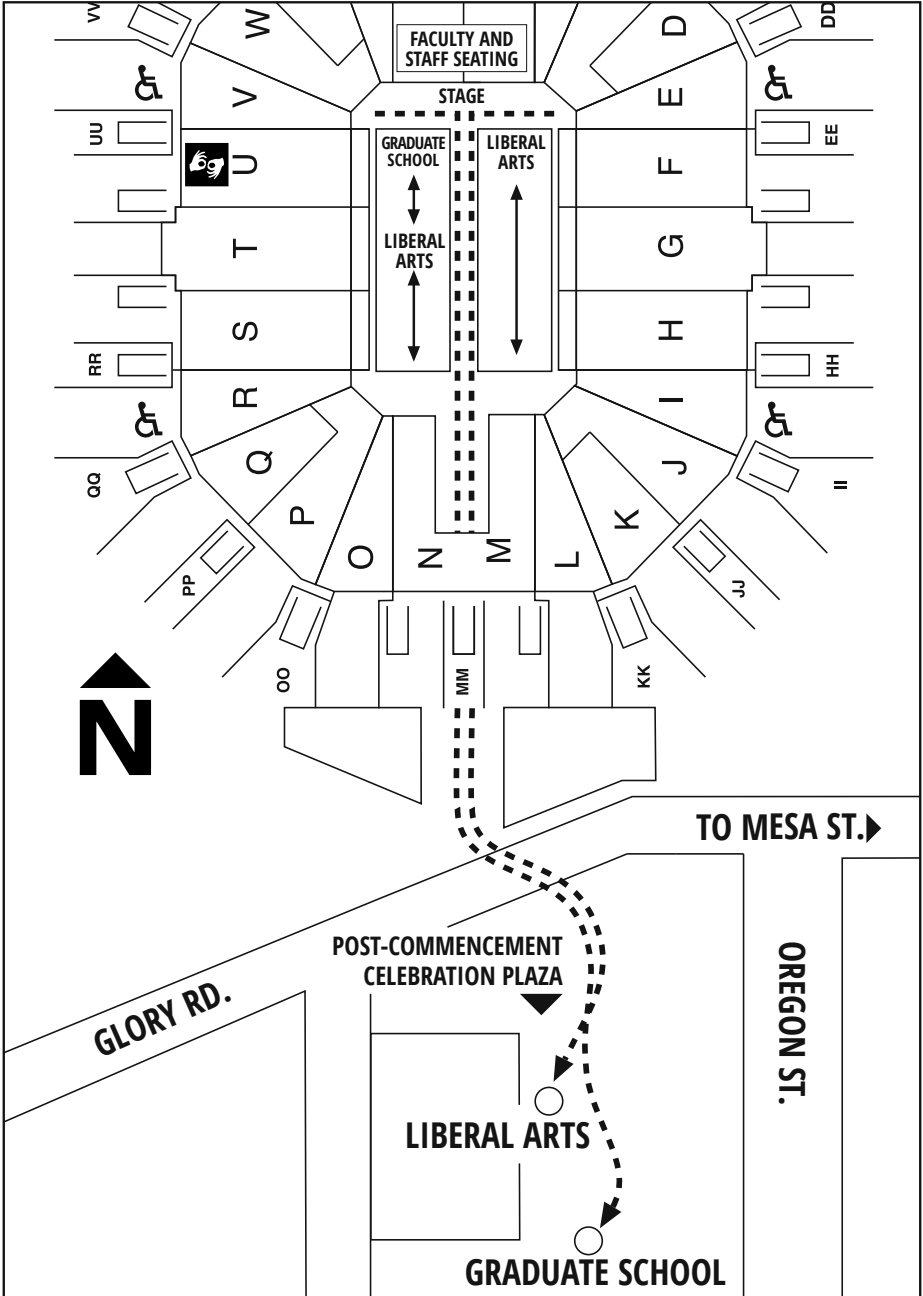 VV
W
FACULTY AND
STAFF SEATING
D
DD
V
STAGE
E
UU
U
GRADUATE
SCHOOL
LIBERAL
ARTS
F
EE
T
LIBERAL
ARTS
G
S
H
RR
HH
R
I
Q
J
QQ
II
P
K
O
N
M
L
PP
JJ
OO
MM
KK
N
TO MESA ST.
POST-COMMENCEMENT
CELEBRATION PLAZA
GLORY RD.
OREGON ST.
LIBERAL ARTS
GRADUATE SCHOOL